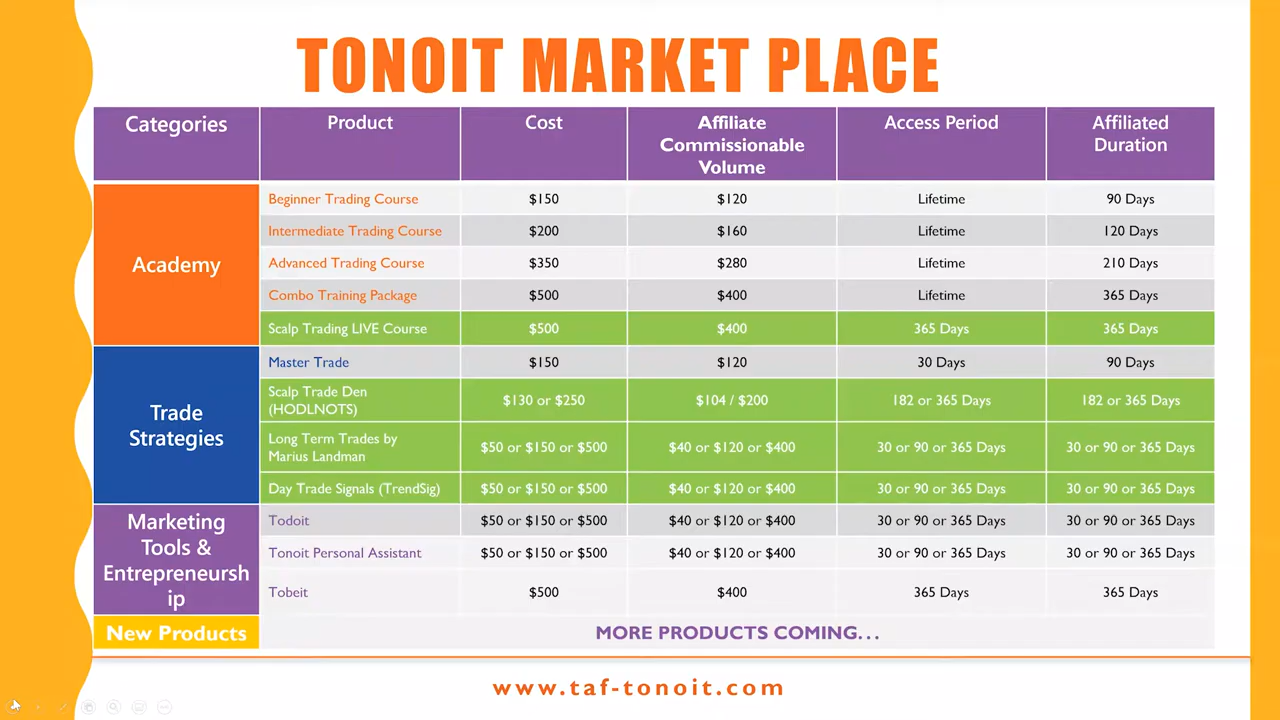 TONOIT MARKET PLACE
Categories Product Cost Affiliate Commissionable Volume Access Period Affiliated Duration
Academy
Beginner Trading Course $150 $120 Lifetime 90 Days
Intermediate Trading Course $200 $160 Lifetime 120 Days
Advanced Trading Course $350 $280 Lifetime 210 Days
Combo Training Package $500 $400 Lifetime 365 Days
Scalp Trading LIVE Course $500 $400 365 Days 365 Days
Trade Strategies
Master Trade $150 $120 30 Days 90 Days
Scalp Trade Den (HODLNOTS) $130 or $250 $104 / $200 182 or 365 Days 182 or 365 Days
Long Term Trades by Marius Landman $50 or $150 or $500 $40 or $120 or $400 30 or 90 or 365 Days 30 or 90 or 365 Days
Day Trade Signals (TrendSig) $50 or $150 or $500 $40 or $120 or $400 30 or 90 or 365 Days 30 or 90 or 365 Days
Marketing Tools & Entrepreneurship
Todoit $50 or $150 or $500 $40 or $120 or $400 30 or 90 or 365 Days 30 or 90 or 365 Days
Tonoit Personal Assistant $50 or $150 or $500 $40 or $120 or $400 30 or 90 or 365 Days 30 or 90 or 365 Days
Tobeit $500 $400 365 Days 365 Days
New Products MORE PRODUCTS COMING...
www.taf-tonoit.com